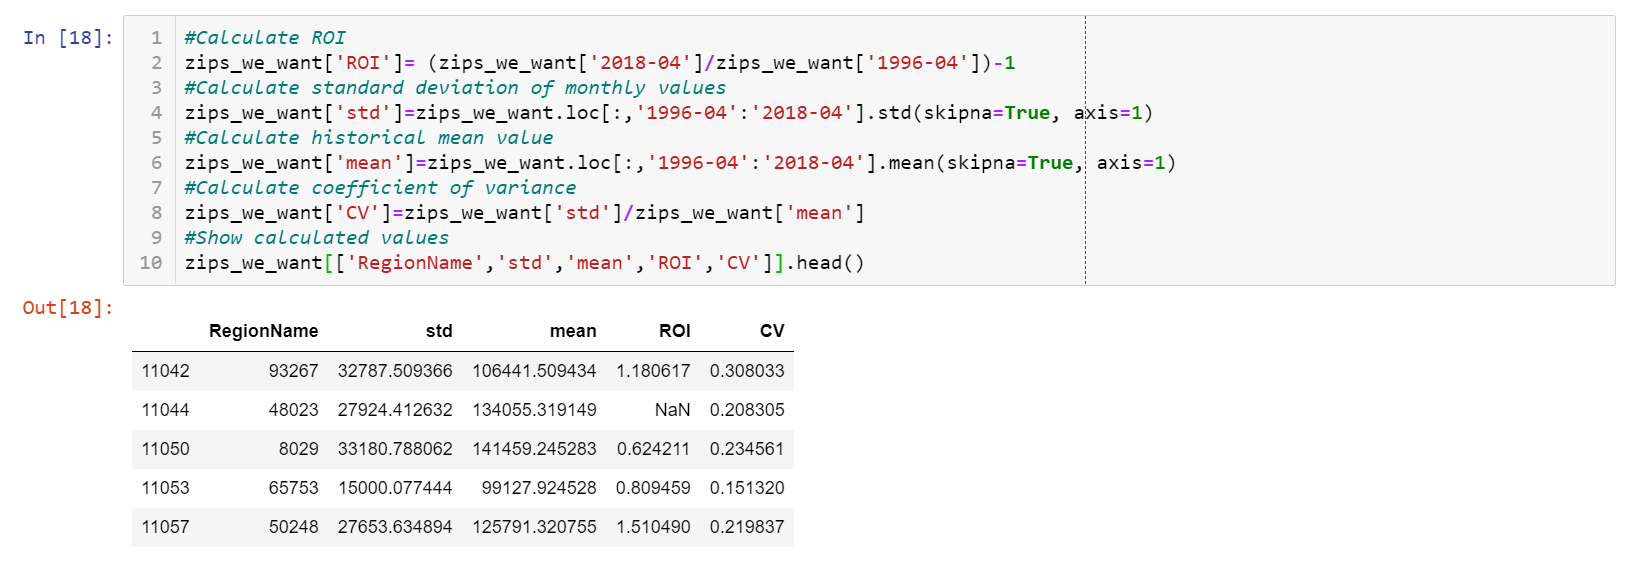 In [18]:
1 #Calculate ROI
2 zips_we_want['ROI']= (zips_we_want['2018-04']/zips_we_want['1996-04'])-1
3 #Calculate standard deviation of monthly values
4 zips_we_want['std']=zips_we_want.loc[:,'1996-04':'2018-04'].std(skipna=True, axis=1)
5 #Calculate historical mean value
6 zips_we_want['mean']=zips_we_want.loc[:,'1996-04':'2018-04'].mean(skipna=True, axis=1)
7 #Calculate coefficient of variance
8 zips_we_want['CV']=zips_we_want['std']/zips_we_want['mean']
9 #Show calculated values
10 zips_we_want[['RegionName','std','mean','ROI','CV']].head()
Out[18]:
RegionName std mean ROI CV
11042 93267 32787.509366 106441.509434 1.180617 0.308033
11044 48023 27924.412632 134055.319149 NaN 0.208305
11050 8029 33180.788062 141459.245283 0.624211 0.234561
11053 65753 15000.077444 99127.924528 0.809459 0.151320
11057 50248 27653.634894 125791.320755 1.510490 0.219837